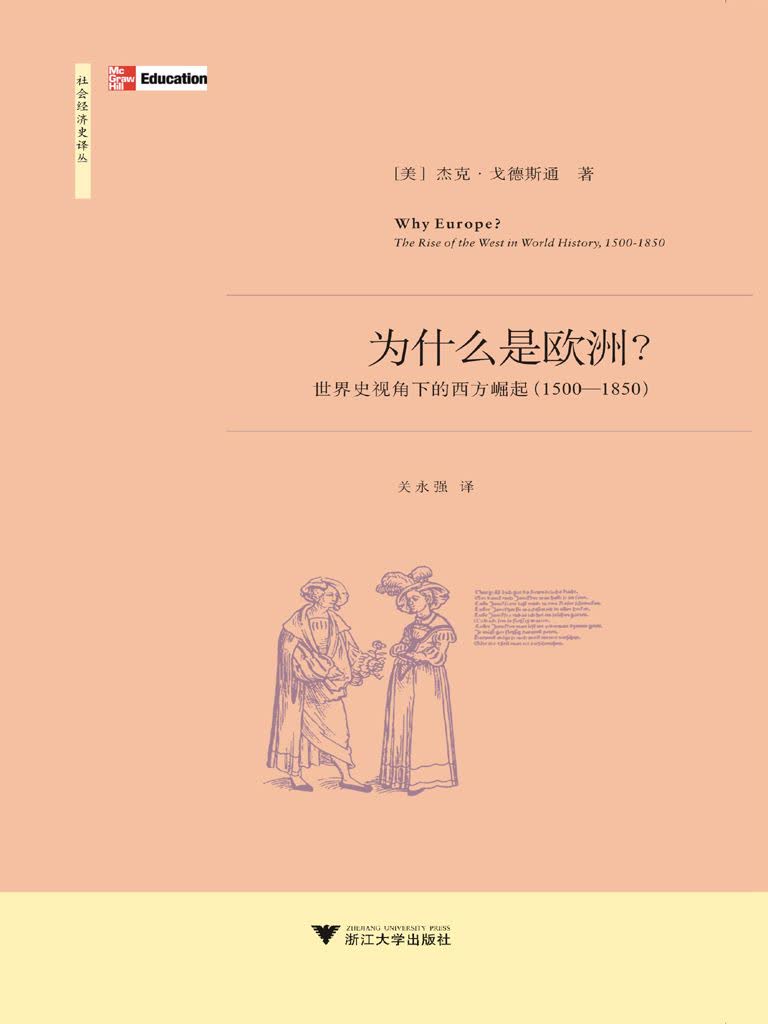 社会经济史译丛
Mc
Graw
Hill
Education
[美] 杰克·戈德斯通 著
Why Europe?
The Rise of the West in World History, 1500-1850
为什么是欧洲?
世界史视角下的西方崛起(1500—1850)
关永强 译
ZHEJIANG UNIVERSITY PRESS
浙江大学出版社